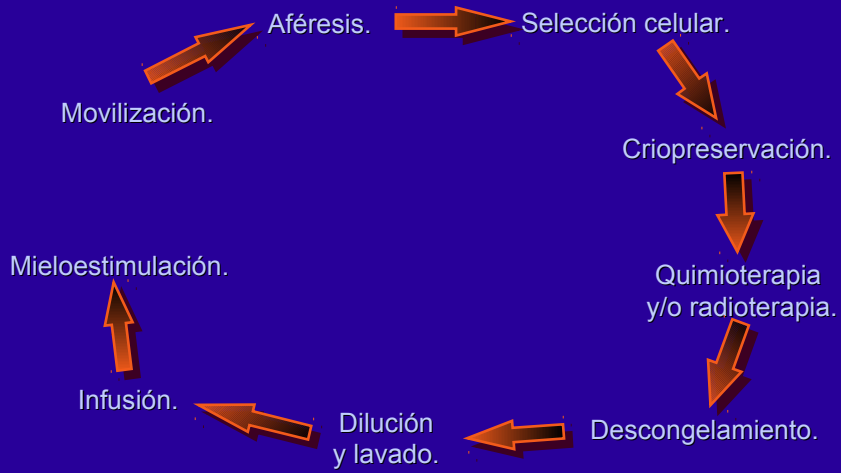 Movilización.
Aféresis.
Selección celular.
Criopreservación.
Quimioterapia
y/o radioterapia.
Descongelamiento.
Dilución
y lavado.
Infusión.
Mieloestimulación.